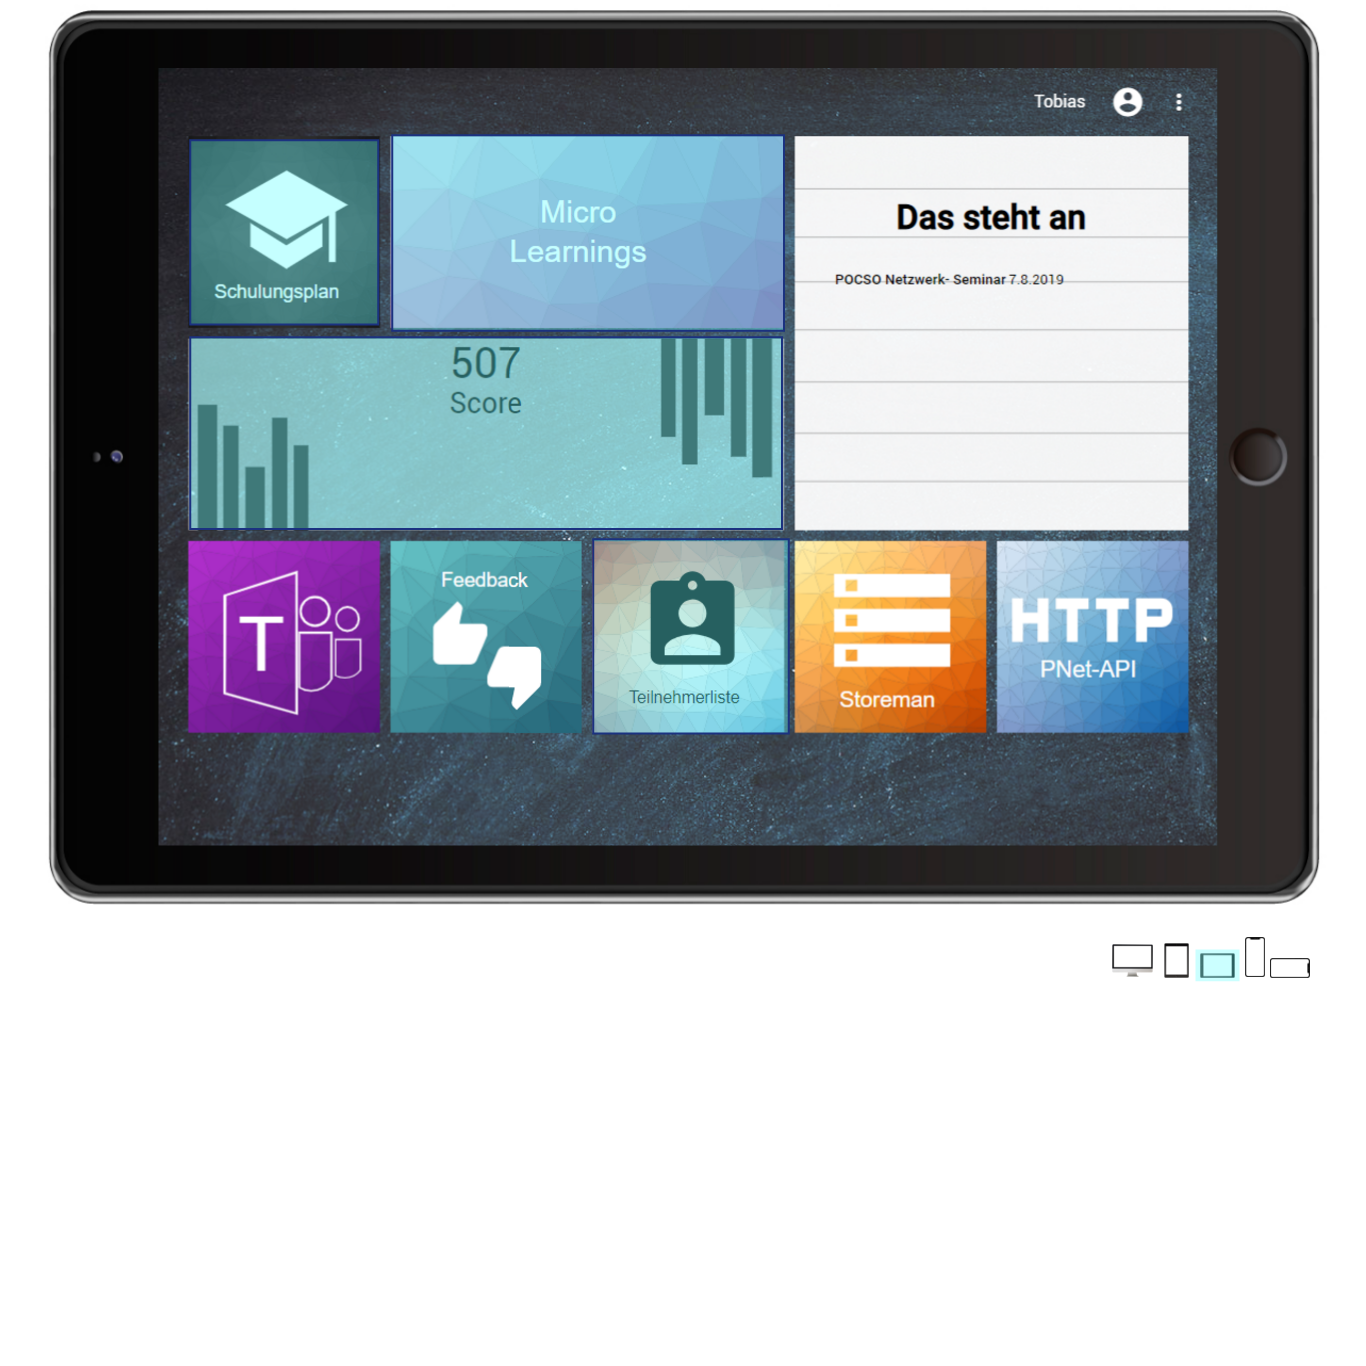 Tobias
Schulungsplan
Micro
Learnings
Das steht an
POCSO Netzwerk- Seminar 7.8.2019
507
Score
T
Feedback
Teilnehmerliste
Storeman
HTTP
PNet-API